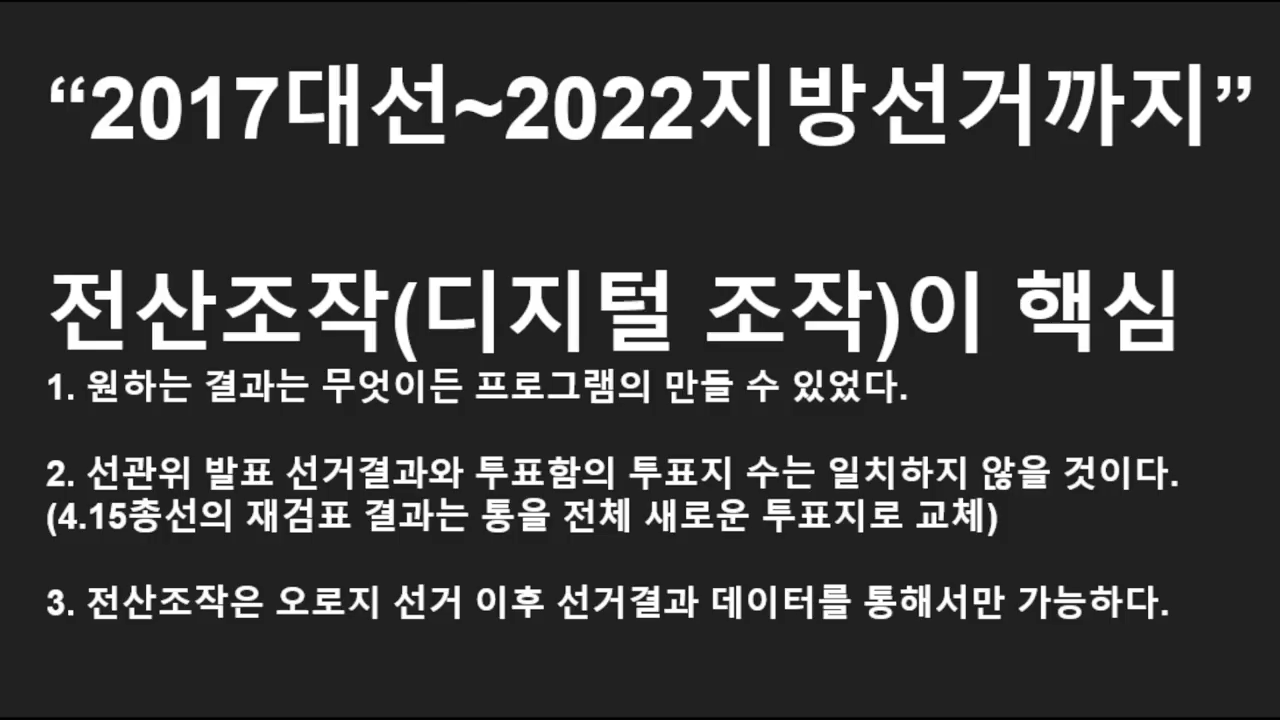 “2017대선~2022지방선거까지”
전산조작(디지털 조작)이 핵심
1. 원하는 결과는 무엇이든 프로그램의 만들 수 있었다.
2. 선관위 발표 선거결과와 투표함의 투표지 수는 일치하지 않을 것이다.
(4.15총선의 재검표 결과는 통을 전체 새로운 투표지로 교체)
3. 전산조작은 오로지 선거 이후 선거결과 데이터를 통해서만 가능하다.